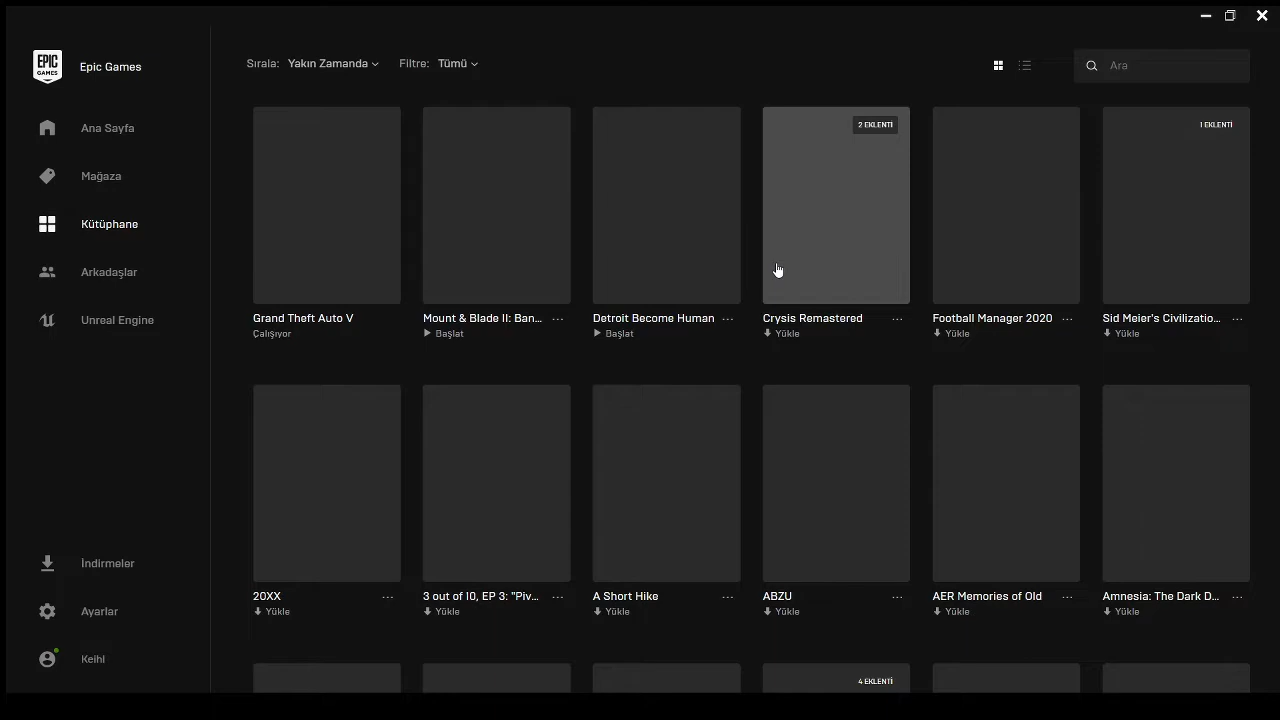 EPIC GAMES
Epic Games
Ana Sayfa
Mağaza
Kütüphane
Arkadaşlar
Unreal Engine
İndirmeler
Ayarlar
Keihl
Sırala: Yakın Zamanda Filtre: Tümü
Ara
2 EKLENTİ
1 EKLENTİ
Grand Theft Auto V
Çalışıyor
Mount & Blade II: Ban...
Başlat
Detroit Become Human
Başlat
Crysis Remastered
Yükle
Football Manager 2020
Yükle
Sid Meier's Civilizatio...
Yükle
20XX
Yükle
3 out of 10, EP 3: "Piv...
Yükle
A Short Hike
Yükle
ABZU
Yükle
AER Memories of Old
Yükle
Amnesia: The Dark D...
Yükle
4 EKLENTİ